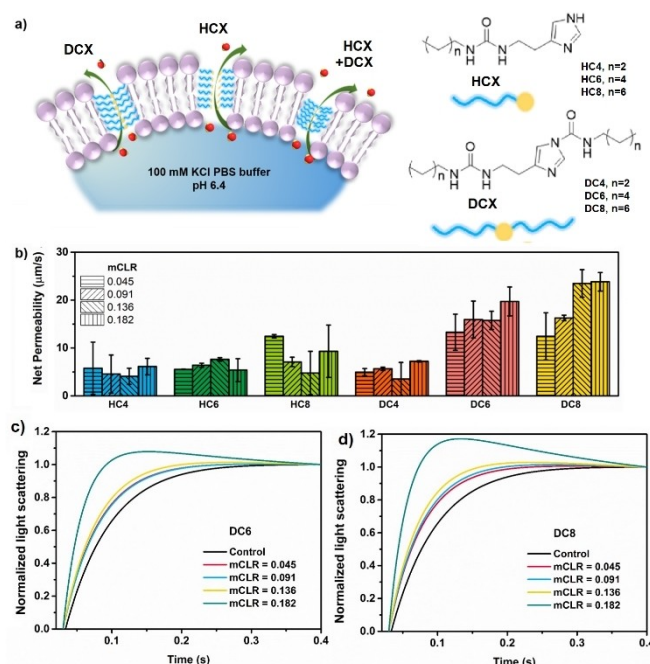 a)
DCX
HCX
HCX
+DCX
100 mM KCl PBS buffer
pH 6.4
O
NH
n
N
H
N
H
N
HCX
HC4, n=2
HC6, n=4
HC8, n=6
O
O
n
N
H
N
H
N
N
N
H
n
DCX
DC4, n=2
DC6, n=4
DC8, n=6
b)
Net Permeability (μm/s)
30
20
10
0
mCLR
0.045
0.091
0.136
0.182
HC4 HC6 HC8 DC4 DC6 DC8
c)
Normalized light scattering
1.2
1.0
0.8
0.6
0.4
0.2
0.0
DC6
Control
mCLR = 0.045
mCLR = 0.091
mCLR = 0.136
mCLR = 0.182
0.1 0.2 0.3 0.4
Time (s)
d)
Normalized light scattering
1.2
1.0
0.8
0.6
0.4
0.2
0.0
DC8
Control
mCLR = 0.045
mCLR = 0.091
mCLR = 0.136
mCLR = 0.182
0.1 0.2 0.3 0.4
Time (s)